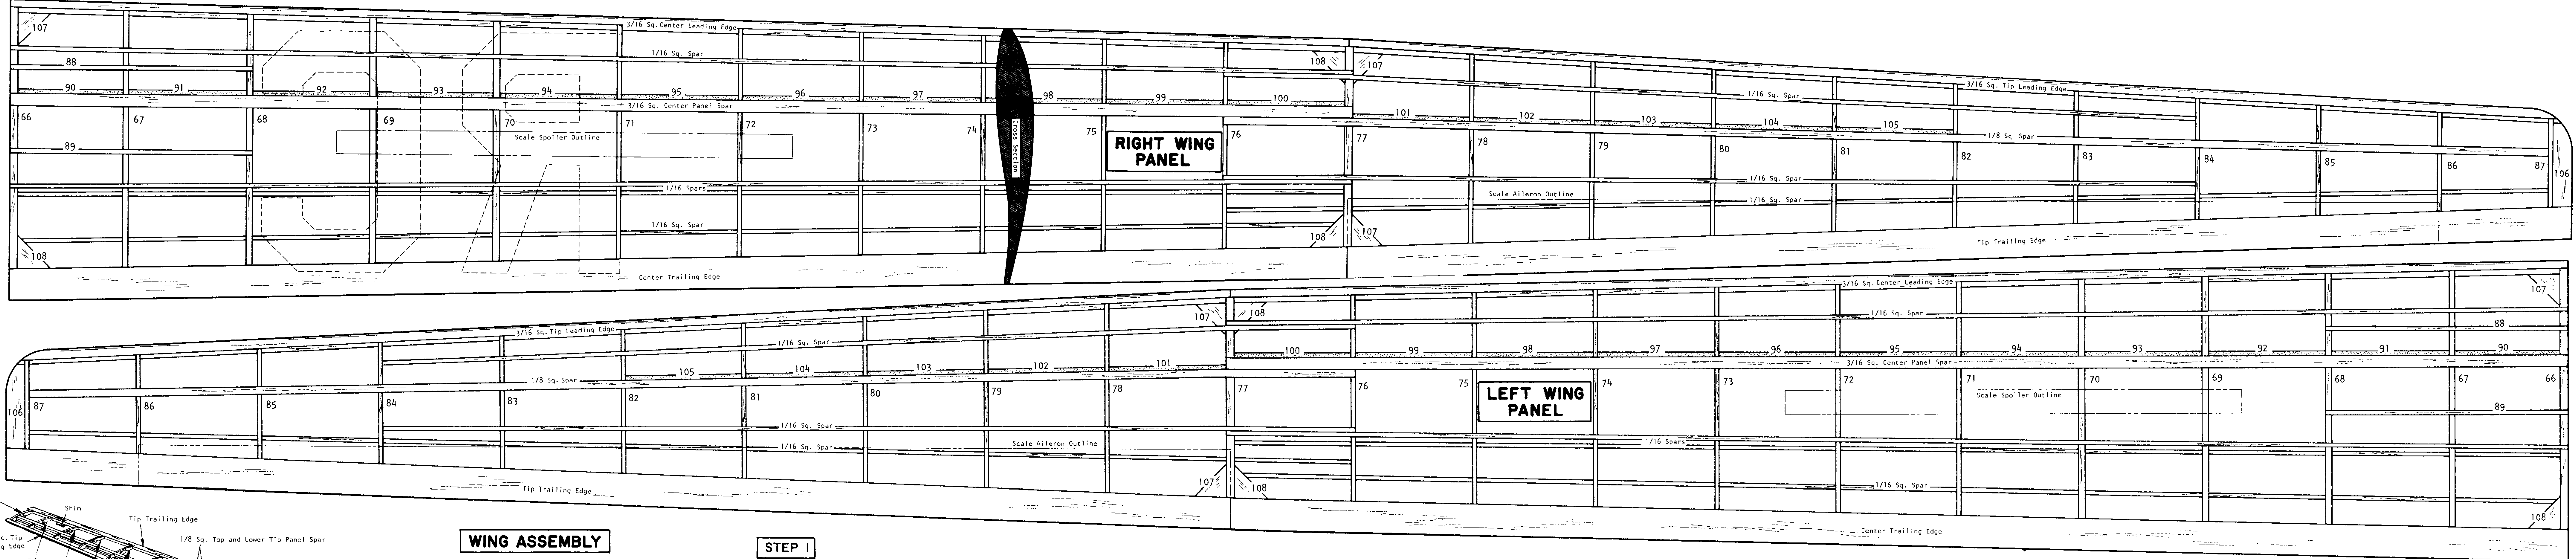 3/16 Sq. Center Leading Edge
107
1/16 Sq. Spar
108
107
88
3/16 Sq. Tip Leading Edge
90 91 92 93 94 95 96 97 98 99 100
1/16 Sq. Spar
3/16 Sq. Center Panel Spar
101 102 103 104 105
66 67 68 69 70 71 72 73 74 75 76 77 78 79 80 81 82 83 84 85 86 87
1/8 Sq Spar
Scale Spoiler Outline
Cross Section
RIGHT WING
PANEL
89
106
1/16 Spars
1/16 Sq. Spar
Scale Aileron Outline
1/16 Sq. Spar
1/16 Sq. Spar
108
107
Tip Trailing Edge
108
Center Trailing Edge
3/16 Sq. Center Leading Edge
107
107
108
1/16 Sq. Spar
3/16 Sq. Tip Leading Edge
88
1/16 Sq. Spar
100 99 98 97 96 95 94 93 92 91 90
3/16 Sq. Center Panel Spar
105 104 103 102 101
1/8 Sq. Spar
87 86 85 84 83 82 81 80 79 78 77 76 75 74 73 72 71 70 69 68 67 66
LEFT WING
PANEL
Scale Spoiler Outline
106
89
1/16 Sq. Spar
1/16 Sq. Spar
Scale Aileron Outline
1/16 Spars
107
108
1/16 Sq. Spar
Tip Trailing Edge
108
Center Trailing Edge
Shim
Tip Trailing Edge
q. Tip
g Edge
1/8 Sq. Top and Lower Tip Panel Spar
WING ASSEMBLY
STEP I